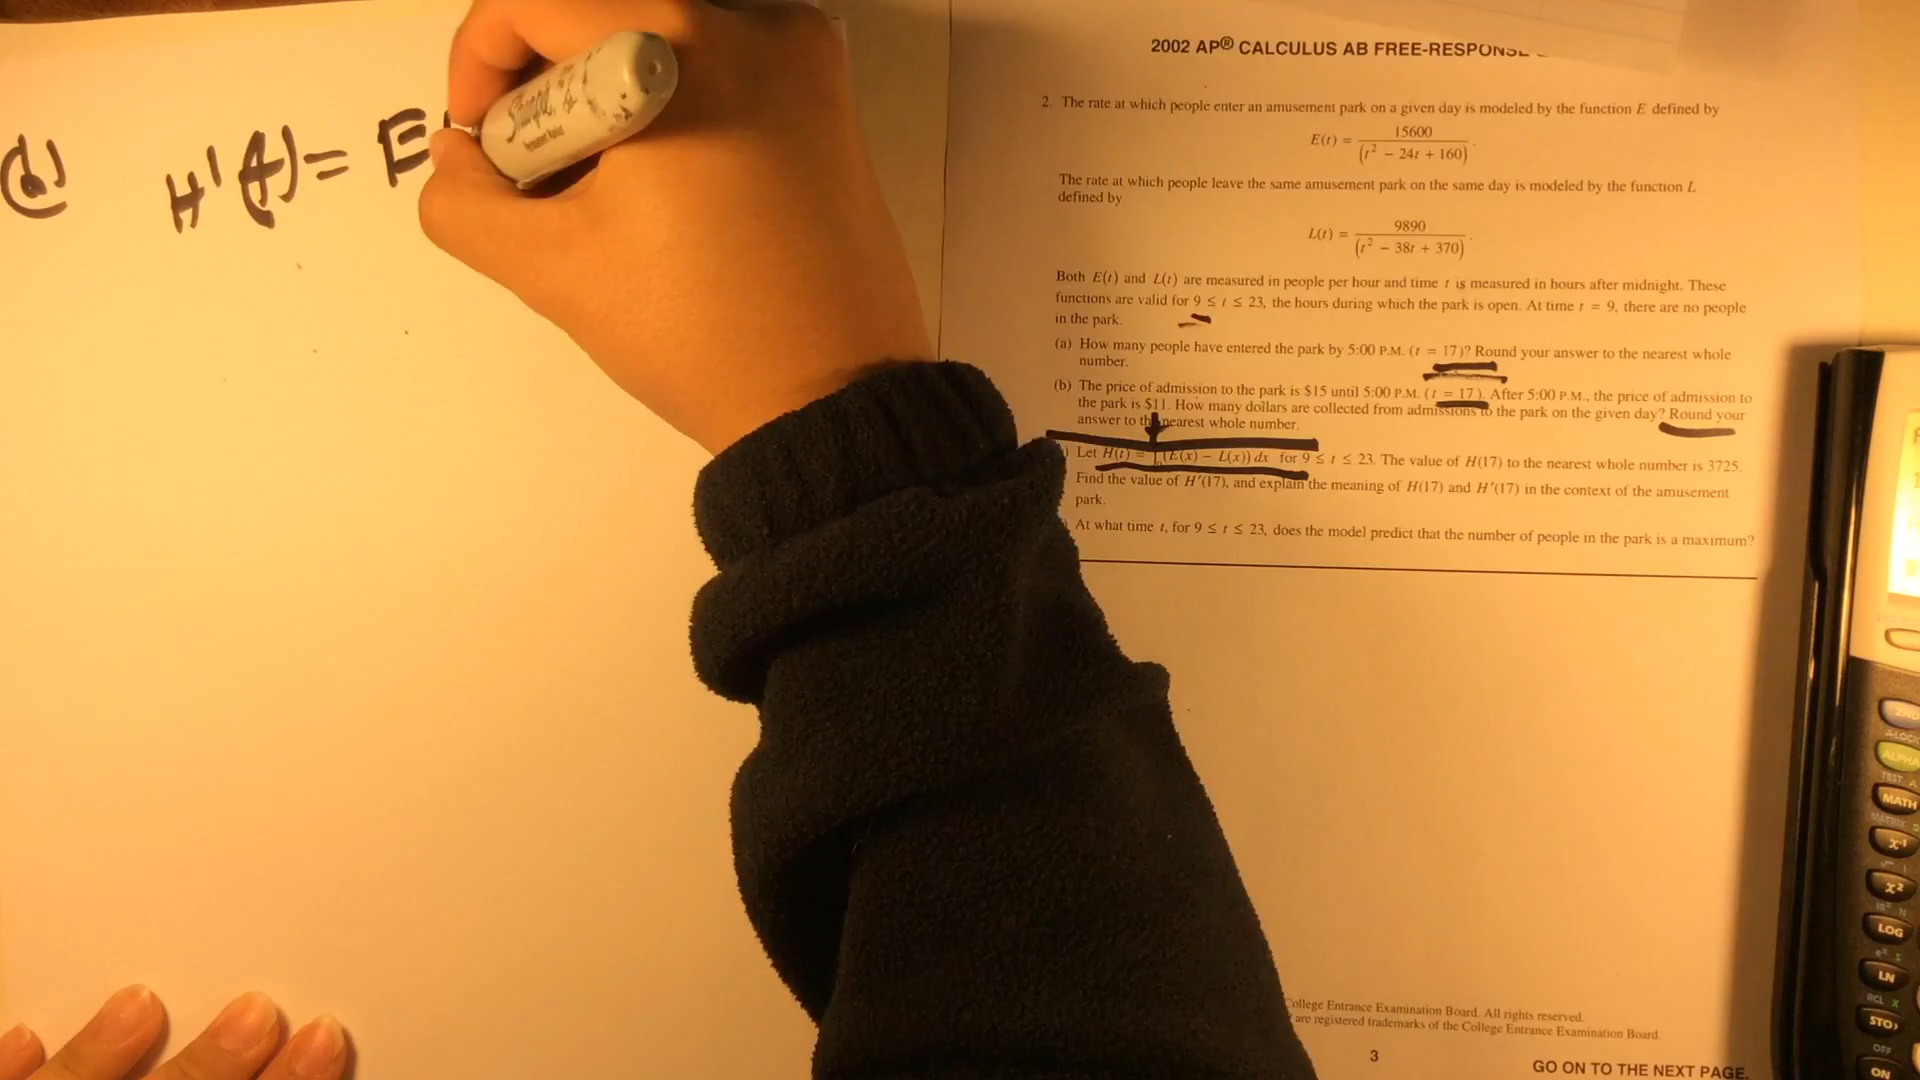 (b) H'(t) = E
Sharpie
Permanent Marker
2002 AP® CALCULUS AB FREE-RESPONSE
2. The rate at which people enter an amusement park on a given day is modeled by the function E defined by
E(t) = 15600 / (t² − 24t + 160).
The rate at which people leave the same amusement park on the same day is modeled by the function L
defined by
L(t) = 9890 / (t² − 38t + 370).
Both E(t) and L(t) are measured in people per hour and time t is measured in hours after midnight. These
functions are valid for 9 ≤ t ≤ 23, the hours during which the park is open. At time t = 9, there are no people
in the park.
(a) How many people have entered the park by 5:00 P.M. (t = 17)? Round your answer to the nearest whole
number.
(b) The price of admission to the park is $15 until 5:00 P.M. (t = 17). After 5:00 P.M., the price of admission to
the park is $11. How many dollars are collected from admissions to the park on the given day? Round your
answer to the nearest whole number.
Let H(t) = ∫ (E(x) − L(x)) dx for 9 ≤ t ≤ 23. The value of H(17) to the nearest whole number is 3725.
Find the value of H'(17), and explain the meaning of H(17) and H'(17) in the context of the amusement
park.
At what time t, for 9 ≤ t ≤ 23, does the model predict that the number of people in the park is a maximum?
College Entrance Examination Board. All rights reserved.
are registered trademarks of the College Entrance Examination Board.
3
GO ON TO THE NEXT PAGE.
2ND
A-LOCK
ALPHA
TEST A
MATH
MATRIX
x⁻¹
x²
LOG
LN
RCL X
STO
OFF
ON